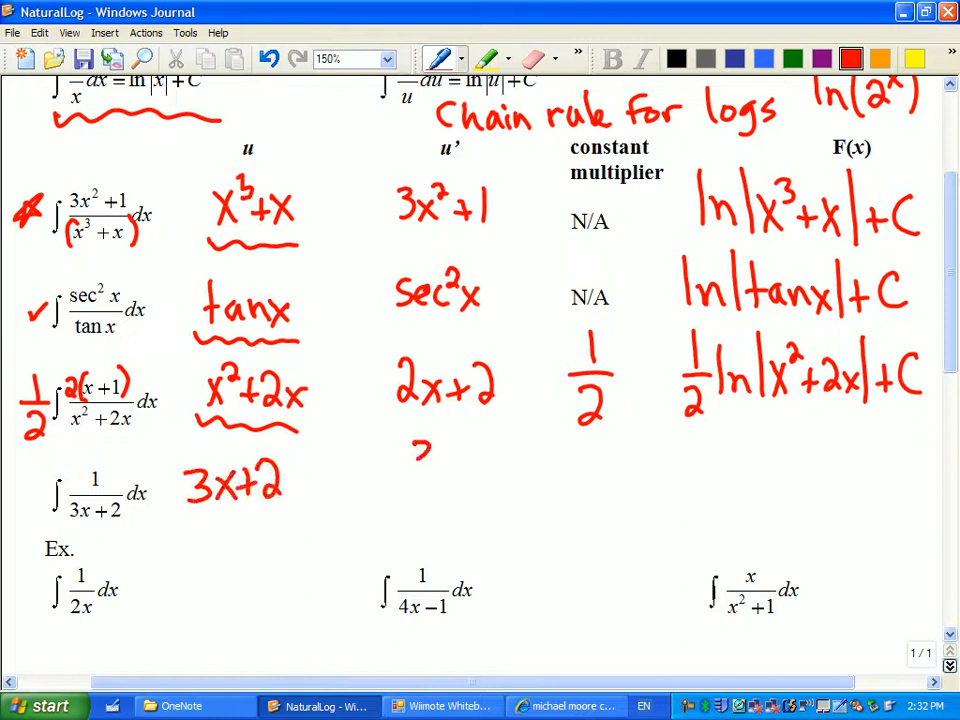 NaturalLog - Windows Journal
File Edit View Insert Actions Tools Help
150%
∫ /x dx = ln|x| + C ∫ /u du = ln|u| + C ln(2^x)
Chain rule for logs
u u' constant multiplier F(x)
∫ (3x² + 1)/(x³ + x) dx x³+x 3x²+1 N/A ln|x³+x|+C
∫ sec² x / tan x dx tanx sec²x N/A ln|tanx|+C
1/2 ∫ 2(x + 1)/(x² + 2x) dx x²+2x 2x+2 1/2 1/2 ln|x²+2x|+C
∫ 1/(3x + 2) dx 3x+2
Ex.
∫ 1/(2x) dx ∫ 1/(4x − 1) dx ∫ x/(x² + 1) dx
1 / 1
start OneNote NaturalLog - Wi... Wiimote Whiteb... michael moore c... EN 2:32 PM